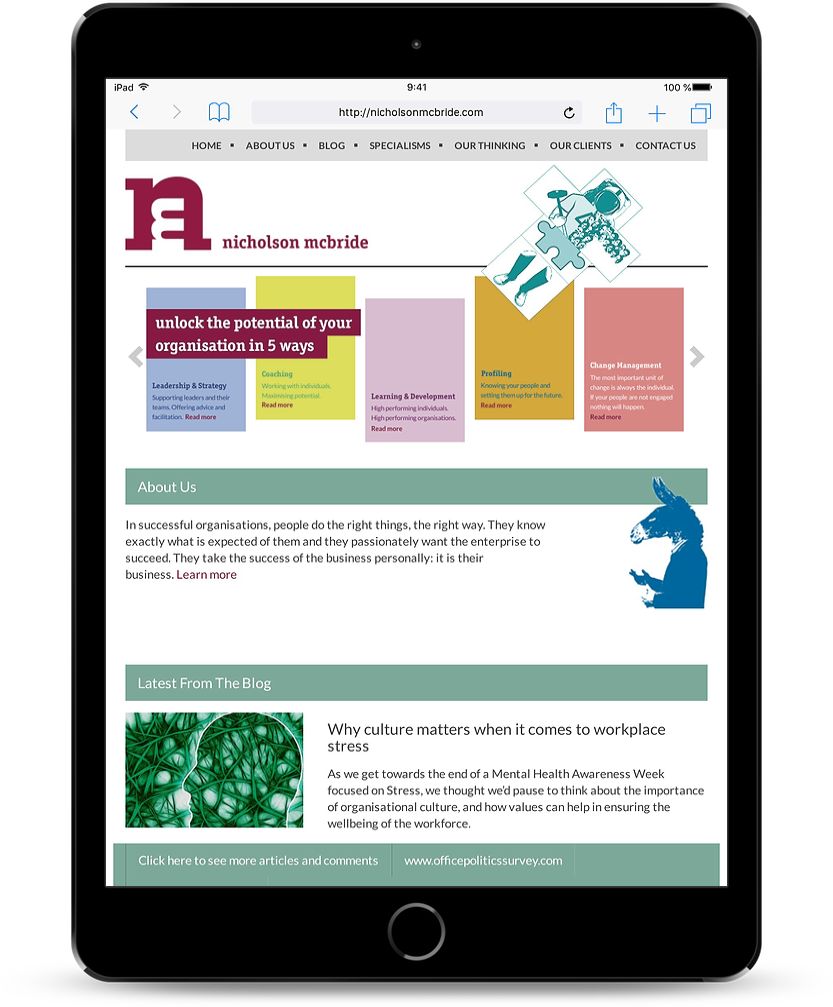 iPad 9:41 100 %
http://nicholsonmcbride.com
HOME ▪ ABOUT US ▪ BLOG ▪ SPECIALISMS ▪ OUR THINKING ▪ OUR CLIENTS ▪ CONTACT US
nicholson mcbride
unlock the potential of your
organisation in 5 ways
Leadership & Strategy
Supporting leaders and their
teams. Offering advice and
facilitation. Read more
Coaching
Working with individuals.
Maximising potential.
Read more
Learning & Development
High performing individuals.
High performing organisations.
Read more
Profiling
Knowing your people and
setting them up for the future.
Read more
Change Management
The most important unit of
change is always the individual.
If your people are not engaged
nothing will happen.
Read more
About Us
In successful organisations, people do the right things, the right way. They know
exactly what is expected of them and they passionately want the enterprise to
succeed. They take the success of the business personally: it is their
business. Learn more
Latest From The Blog
Why culture matters when it comes to workplace
stress
As we get towards the end of a Mental Health Awareness Week
focused on Stress, we thought we'd pause to think about the importance
of organisational culture, and how values can help in ensuring the
wellbeing of the workforce.
Click here to see more articles and comments
www.officepoliticssurvey.com